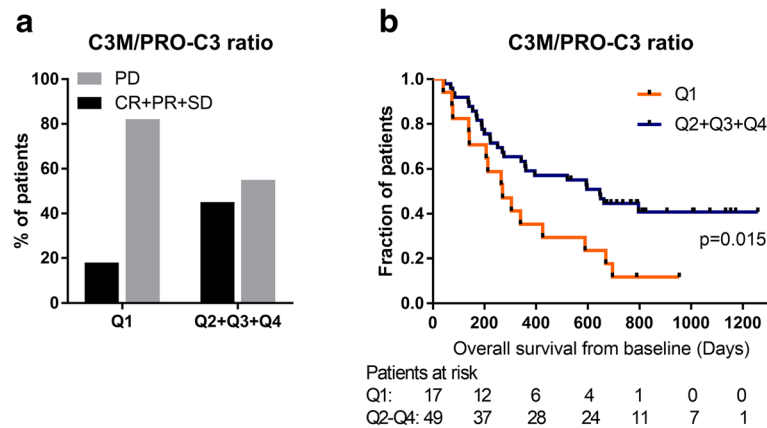 a
C3M/PRO-C3 ratio
PD
CR+PR+SD
% of patients
100
80
60
40
20
0
Q1
Q2+Q3+Q4
b
C3M/PRO-C3 ratio
Q1
Q2+Q3+Q4
Fraction of patients
1.0
0.8
0.6
0.4
0.2
0.0
p=0.015
0 200 400 600 800 1000 1200
Overall survival from baseline (Days)
Patients at risk
Q1: 17 12 6 4 1 0 0
Q2-Q4: 49 37 28 24 11 7 1